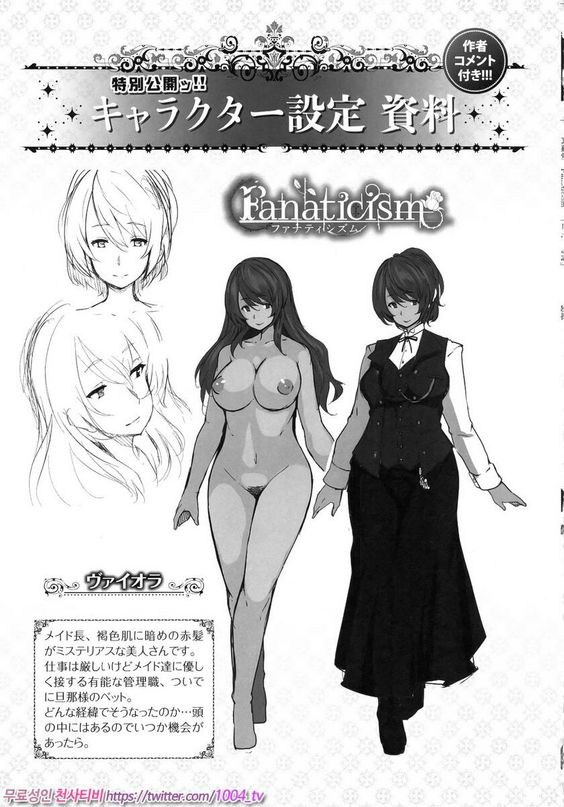 作者
コメント
付き!!!
特別公開ッ!!
キャラクター設定 資料
Fanaticism
ファナティシズム
ヴァイオラ
メイド長、褐色肌に暗めの赤髪
がミステリアスな美人さんです。
仕事は厳しいけどメイド達に優し
く接する有能な管理職、ついで
に旦那様のペット。
どんな経緯でそうなったのか…頭
の中にはあるのでいつか機会が
あったら。
무료성인 천사티비 https://twitter.com/1004_tv